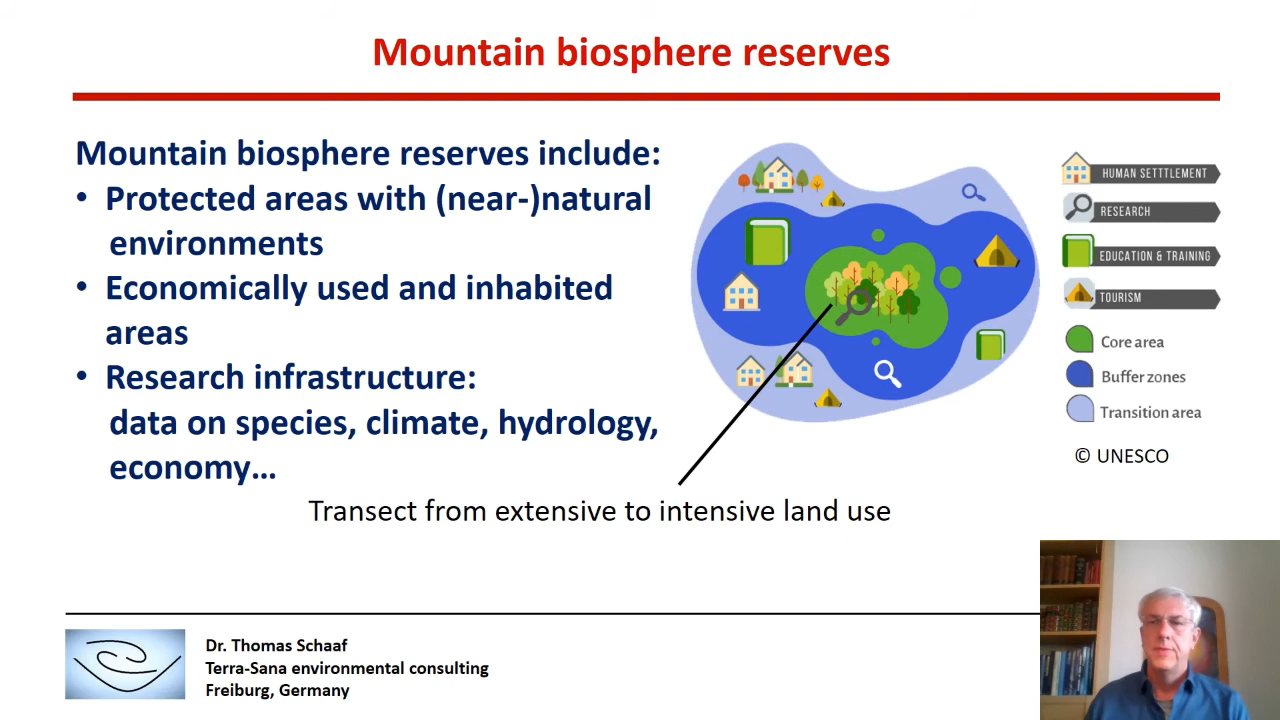 Mountain biosphere reserves
Mountain biosphere reserves include:
• Protected areas with (near-)natural
environments
• Economically used and inhabited
areas
• Research infrastructure:
data on species, climate, hydrology,
economy...
HUMAN SETTTLEMENT
RESEARCH
EDUCATION & TRAINING
TOURISM
Core area
Buffer zones
Transition area
© UNESCO
Transect from extensive to intensive land use
Dr. Thomas Schaaf
Terra-Sana environmental consulting
Freiburg, Germany